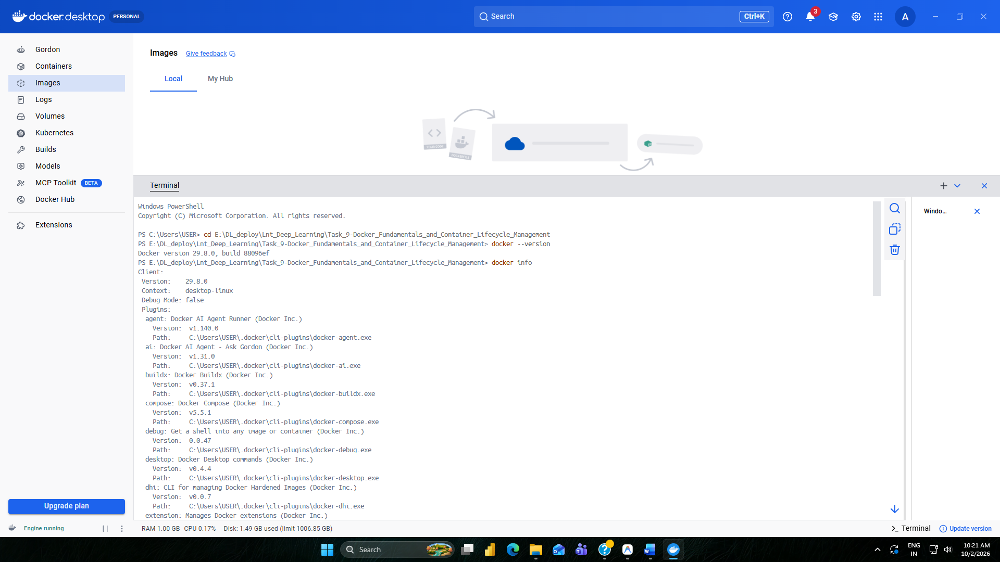 docker.desktop PERSONAL
Search Ctrl+K
3
A
Gordon
Containers
Images
Logs
Volumes
Kubernetes
Builds
Models
MCP Toolkit BETA
Docker Hub
Extensions
Upgrade plan
Images Give feedback
Local My Hub
YOUR CODE
DOCKERFILE
Terminal
Windows PowerShell
Copyright (C) Microsoft Corporation. All rights reserved.
PS C:\Users\USER> cd E:\DL_deploy\Lnt_Deep_Learning\Task_9-Docker_Fundamentals_and_Container_Lifecycle_Management
PS E:\DL_deploy\Lnt_Deep_Learning\Task_9-Docker_Fundamentals_and_Container_Lifecycle_Management> docker --version
Docker version 29.8.0, build 88096ef
PS E:\DL_deploy\Lnt_Deep_Learning\Task_9-Docker_Fundamentals_and_Container_Lifecycle_Management> docker info
Client:
 Version:    29.8.0
 Context:    desktop-linux
 Debug Mode: false
 Plugins:
  agent: Docker AI Agent Runner (Docker Inc.)
    Version:  v1.140.0
    Path:     C:\Users\USER\.docker\cli-plugins\docker-agent.exe
  ai: Docker AI Agent - Ask Gordon (Docker Inc.)
    Version:  v1.31.0
    Path:     C:\Users\USER\.docker\cli-plugins\docker-ai.exe
  buildx: Docker Buildx (Docker Inc.)
    Version:  v0.37.1
    Path:     C:\Users\USER\.docker\cli-plugins\docker-buildx.exe
  compose: Docker Compose (Docker Inc.)
    Version:  v5.5.1
    Path:     C:\Users\USER\.docker\cli-plugins\docker-compose.exe
  debug: Get a shell into any image or container (Docker Inc.)
    Version:  0.0.47
    Path:     C:\Users\USER\.docker\cli-plugins\docker-debug.exe
  desktop: Docker Desktop commands (Docker Inc.)
    Version:  v0.4.4
    Path:     C:\Users\USER\.docker\cli-plugins\docker-desktop.exe
  dhi: CLI for managing Docker Hardened Images (Docker Inc.)
    Version:  v0.0.7
    Path:     C:\Users\USER\.docker\cli-plugins\docker-dhi.exe
  extension: Manages Docker extensions (Docker Inc.)
Windo...
Engine running
RAM 1.00 GB CPU 0.17% Disk: 1.49 GB used (limit 1006.85 GB)
Terminal
Update version
Search
ENG
IN
10:21 AM
10/2/2026